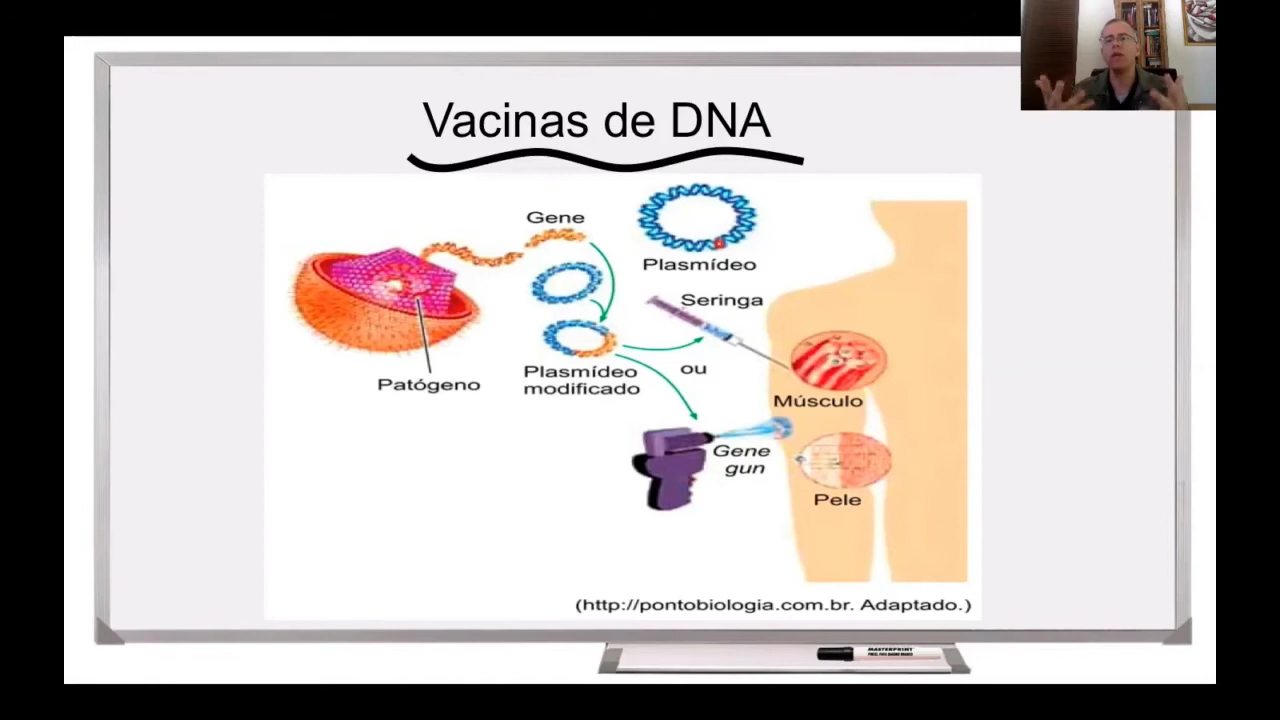 Vacinas de DNA
Gene
Plasmídeo
Seringa
Patógeno
Plasmídeo
modificado
ou
Músculo
Gene
gun
Pele
(http://pontobiologia.com.br. Adaptado.)
MASTERPRINT